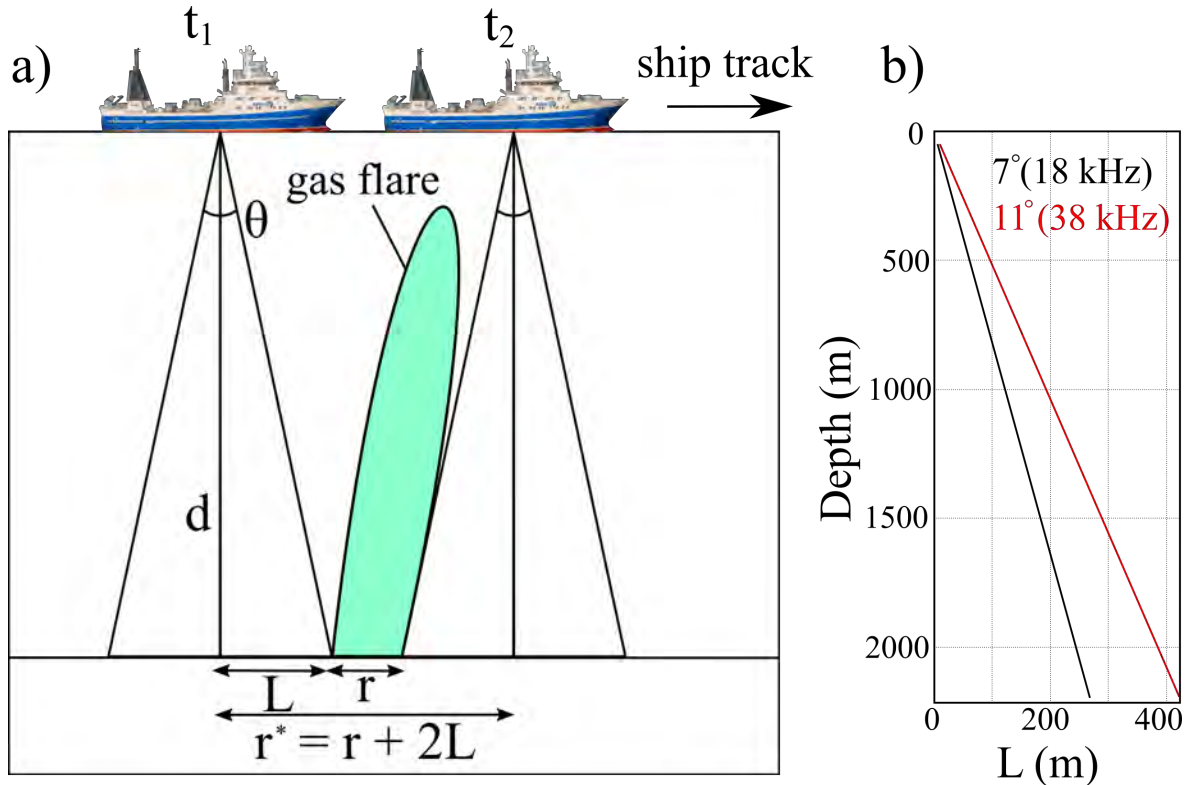 a)
t₁
t₂
ship track
b)
gas flare
θ
d
L
r
r* = r + 2L
7°(18 kHz)
11°(38 kHz)
Depth (m)
0
500
1000
1500
2000
0
200
400
L (m)